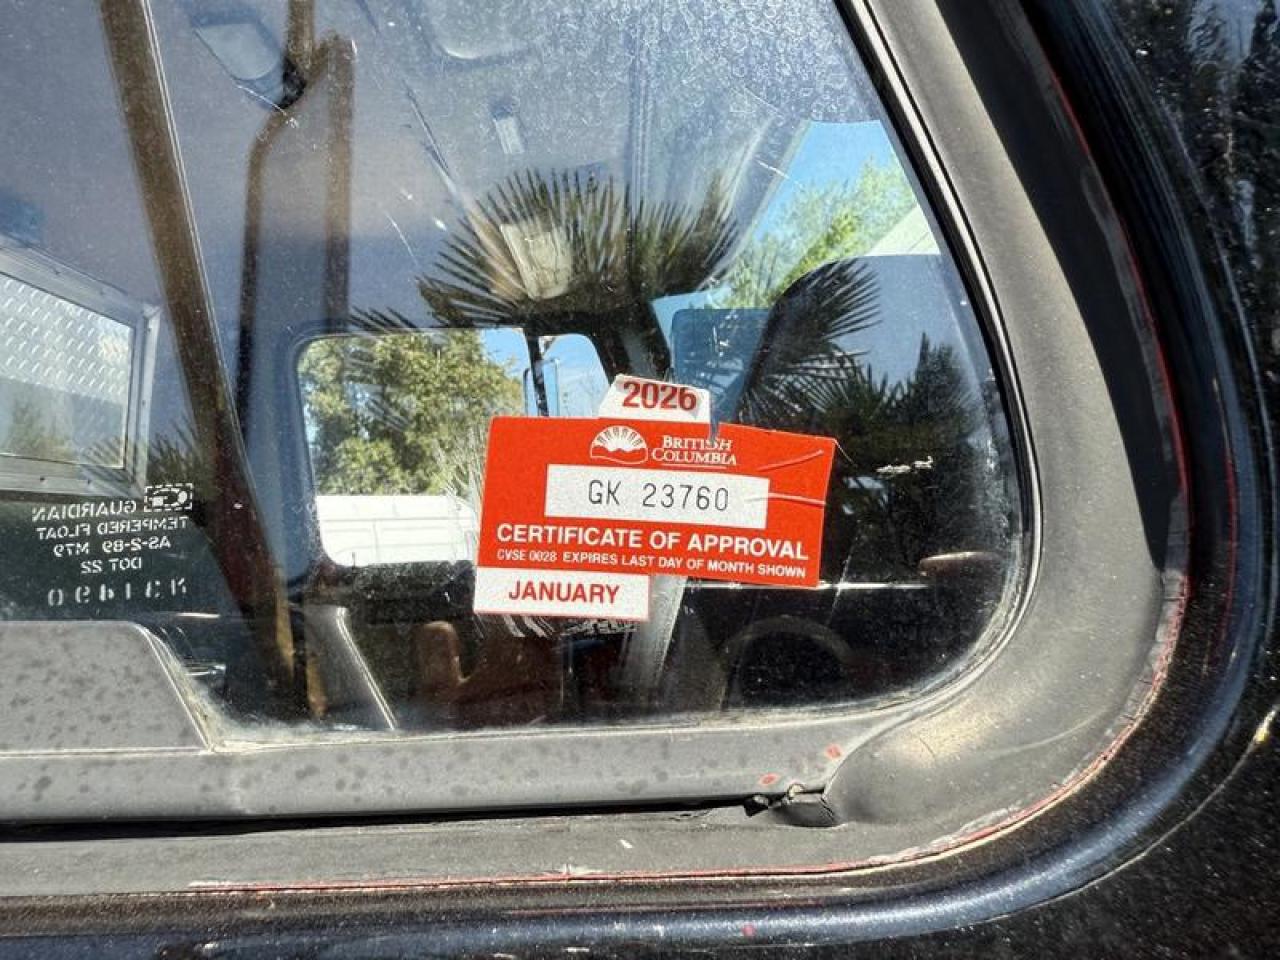 2026
BRITISH
COLUMBIA
GK 23760
CERTIFICATE OF APPROVAL
CVSE 0028 EXPIRES LAST DAY OF MONTH SHOWN
JANUARY
GUARDIAN
TEMPERED FLOAT
AS-2-89 M79
DOT 22